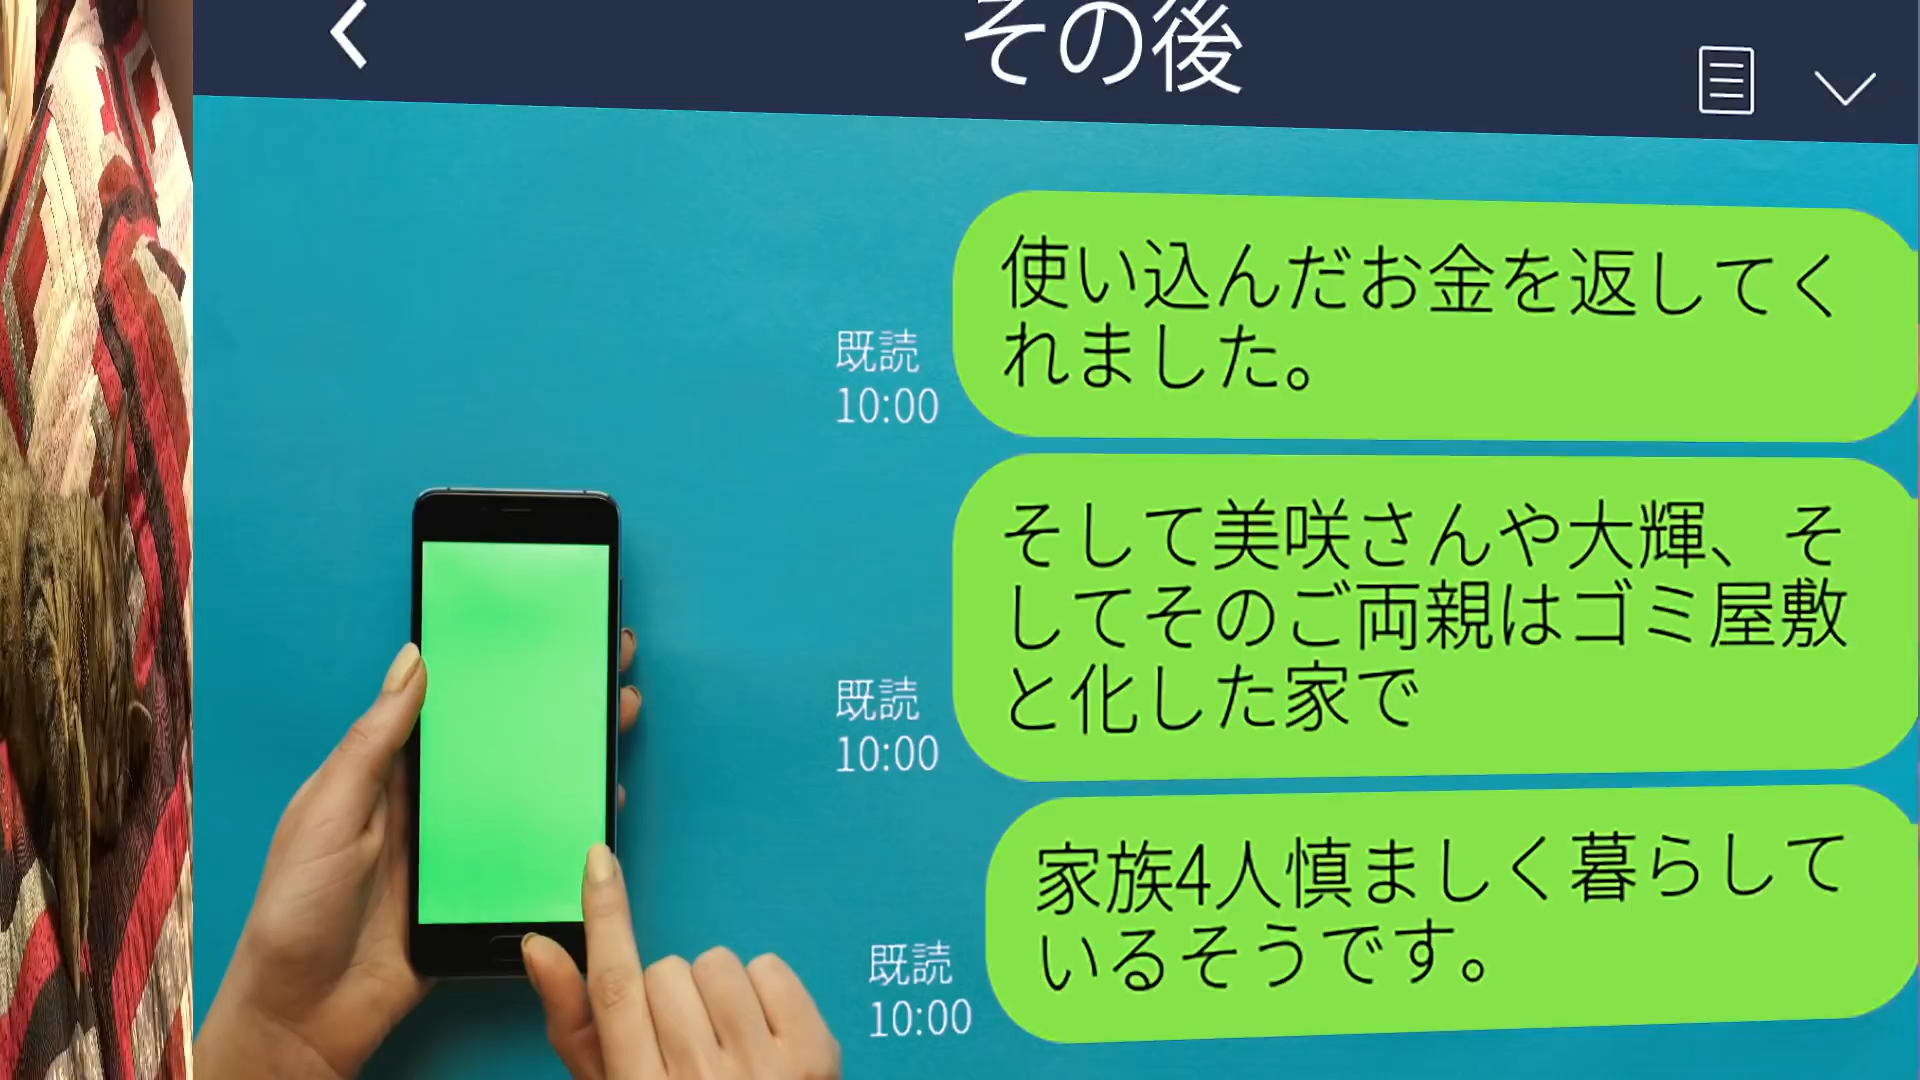 その後
使い込んだお金を返してく
れました。
既読
10:00
そして美咲さんや大輝、そ
してそのご両親はゴミ屋敷
と化した家で
既読
10:00
家族4人慎ましく暮らして
いるそうです。
既読
10:00